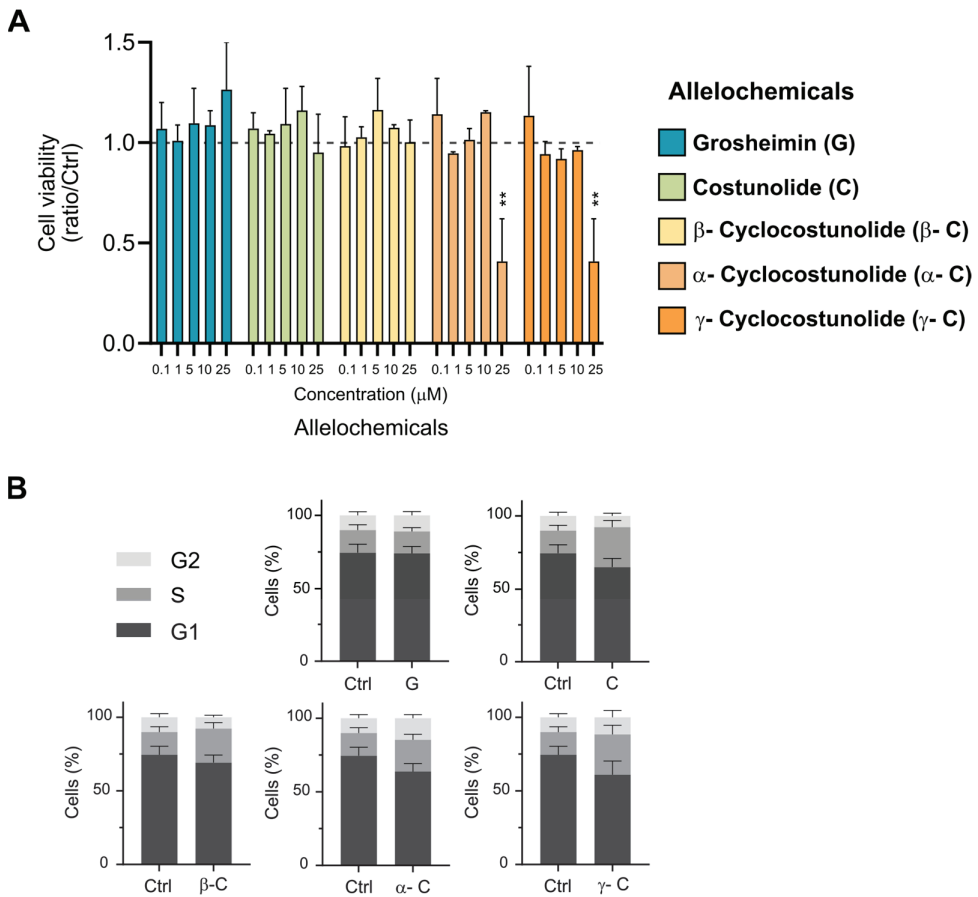 A
Cell viability
(ratio/Ctrl)
1.5
1.0
0.5
0.0
**
**
0.1 1 5 10 25 0.1 1 5 10 25 0.1 1 5 10 25 0.1 1 5 10 25 0.1 1 5 10 25
Concentration (μM)
Allelochemicals
Allelochemicals
Grosheimin (G)
Costunolide (C)
β- Cyclocostunolide (β- C)
α- Cyclocostunolide (α- C)
γ- Cyclocostunolide (γ- C)
B
G2
S
G1
Cells (%)
100
50
0
Ctrl G
Cells (%)
100
50
0
Ctrl C
Cells (%)
100
50
0
Ctrl β-C
Cells (%)
100
50
0
Ctrl α- C
Cells (%)
100
50
0
Ctrl γ- C